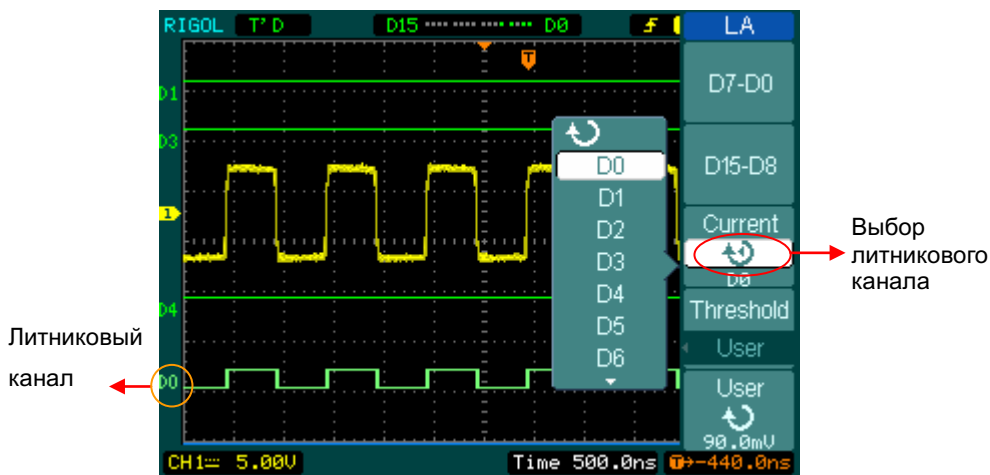 RIGOL T'D D15 D0 LA
D7-D0
D1
D3
D15-D8
D0
D1
D2
D3
D4
D5
D6
Current
D0
1
Выбор
литникового
канала
Threshold
User
D4
Литниковый
канал
D0
User
90.0mV
CH1 5.00V Time 500.0ns T→-440.0ns
T